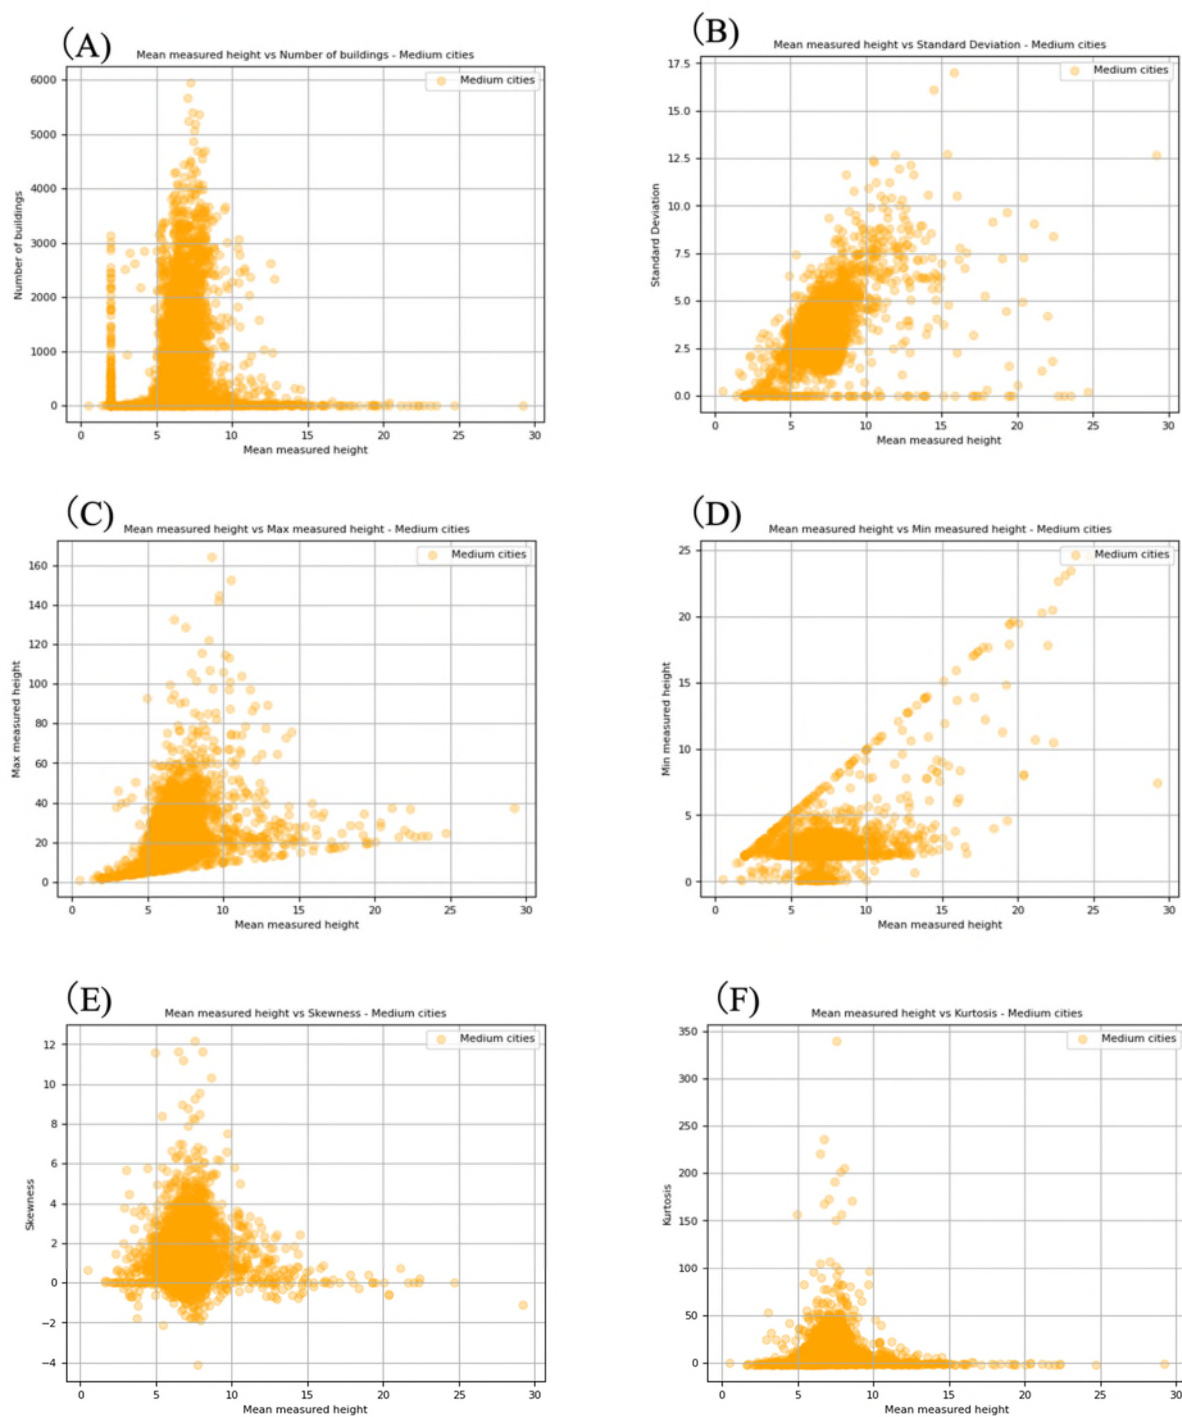 (A)
Mean measured height vs Number of buildings - Medium cities
Medium cities
6000
5000
4000
3000
2000
1000
0
Number of buildings
0 5 10 15 20 25 30
Mean measured height
(B)
Mean measured height vs Standard Deviation - Medium cities
Medium cities
17.5
15.0
12.5
10.0
7.5
5.0
2.5
0.0
Standard Deviation
0 5 10 15 20 25 30
Mean measured height
(C)
Mean measured height vs Max measured height - Medium cities
Medium cities
160
140
120
100
80
60
40
20
0
Max measured height
0 5 10 15 20 25 30
Mean measured height
(D)
Mean measured height vs Min measured height - Medium cities
Medium cities
25
20
15
10
5
0
Min measured height
0 5 10 15 20 25 30
Mean measured height
(E)
Mean measured height vs Skewness - Medium cities
Medium cities
12
10
8
6
4
2
0
−2
−4
Skewness
0 5 10 15 20 25 30
Mean measured height
(F)
Mean measured height vs Kurtosis - Medium cities
Medium cities
350
300
250
200
150
100
50
0
Kurtosis
0 5 10 15 20 25 30
Mean measured height